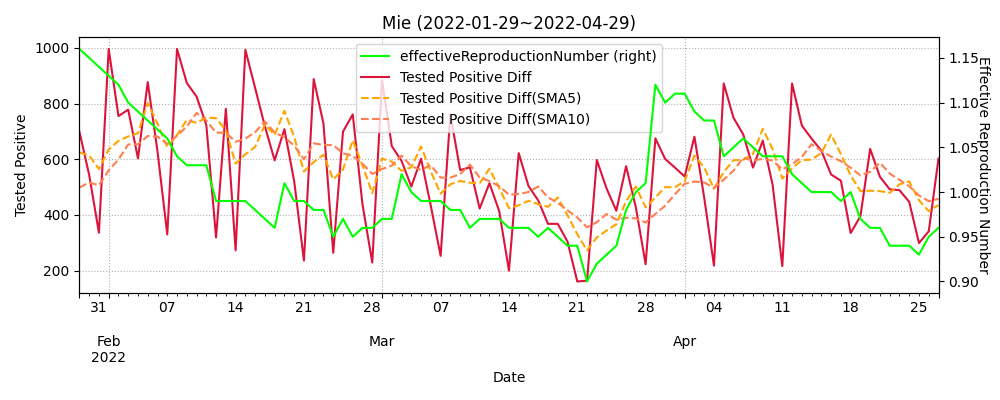 Mie (2022-01-29~2022-04-29)
effectiveReproductionNumber (right)
Tested Positive Diff
Tested Positive Diff(SMA5)
Tested Positive Diff(SMA10)
Tested Positive
1000
800
600
400
200
Effective Reproduction Number
1.15
1.10
1.05
1.00
0.95
0.90
31 07 14 21 28 07 14 21 28 04 11 18 25
Feb Mar Apr
2022
Date